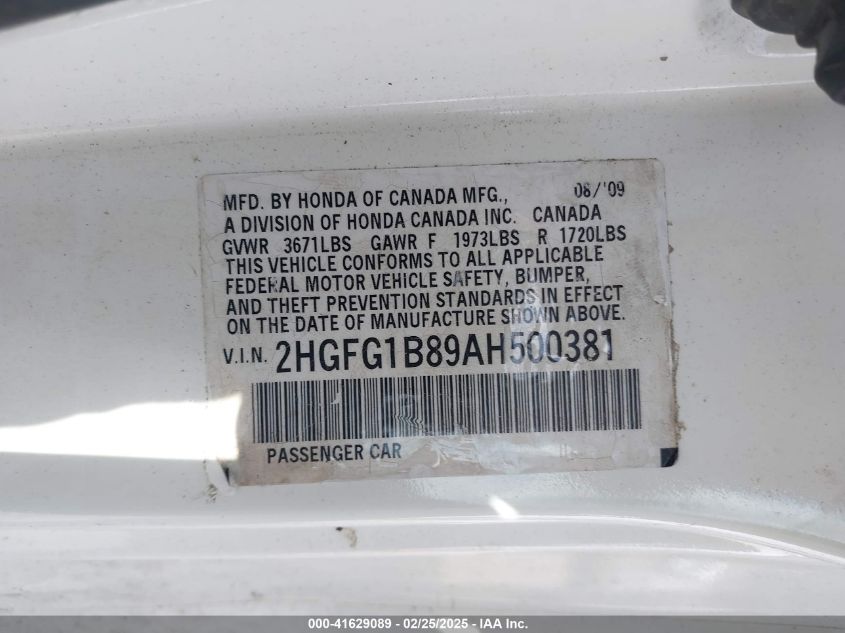 MFD. BY HONDA OF CANADA MFG., 08/'09
A DIVISION OF HONDA CANADA INC. CANADA
GVWR 3671LBS GAWR F 1973LBS R 1720LBS
THIS VEHICLE CONFORMS TO ALL APPLICABLE
FEDERAL MOTOR VEHICLE SAFETY, BUMPER,
AND THEFT PREVENTION STANDARDS IN EFFECT
ON THE DATE OF MANUFACTURE SHOWN ABOVE.
V.I.N. 2HGFG1B89AH500381
PASSENGER CAR
000-41629089 - 02/25/2025 - IAA Inc.